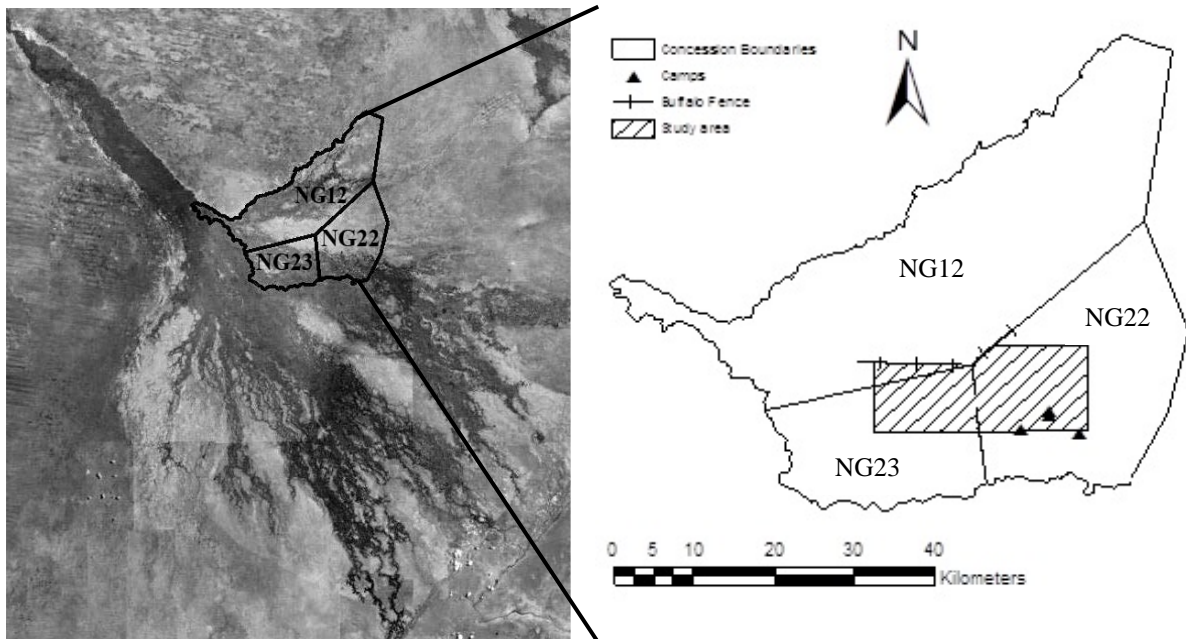 NG12
NG22
NG23
Concession Boundaries
Camps
Buffalo Fence
Study area
N
NG12
NG22
NG23
0 5 10 20 30 40
Kilometers